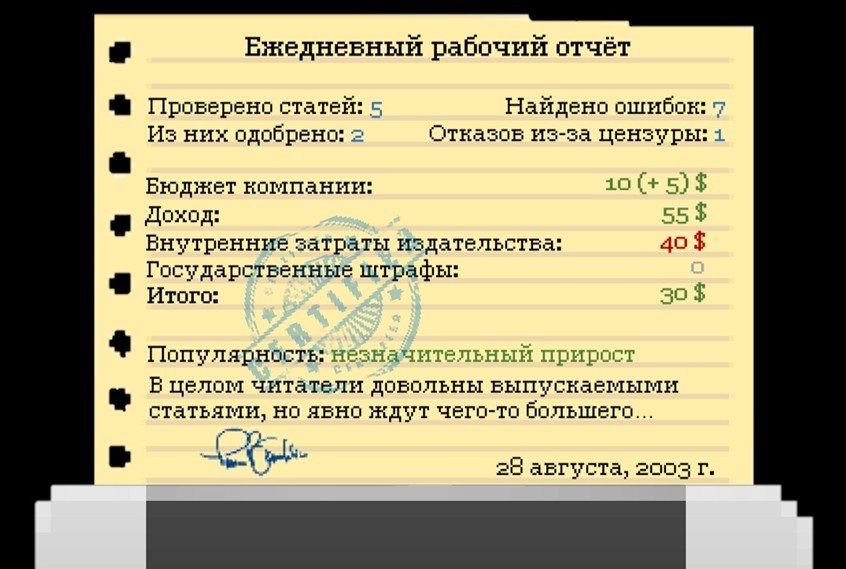 Ежедневный рабочий отчёт
Проверено статей: 5 Найдено ошибок: 7
Из них одобрено: 2 Отказов из-за цензуры: 1
Бюджет компании: 10 (+ 5) $
Доход: 55 $
Внутренние затраты издательства: 40 $
Государственные штрафы: 0
Итого: 30 $
CERTIFIED
Популярность: незначительный прирост
В целом читатели довольны выпускаемыми
статьями, но явно ждут чего-то большего...
28 августа, 2003 г.